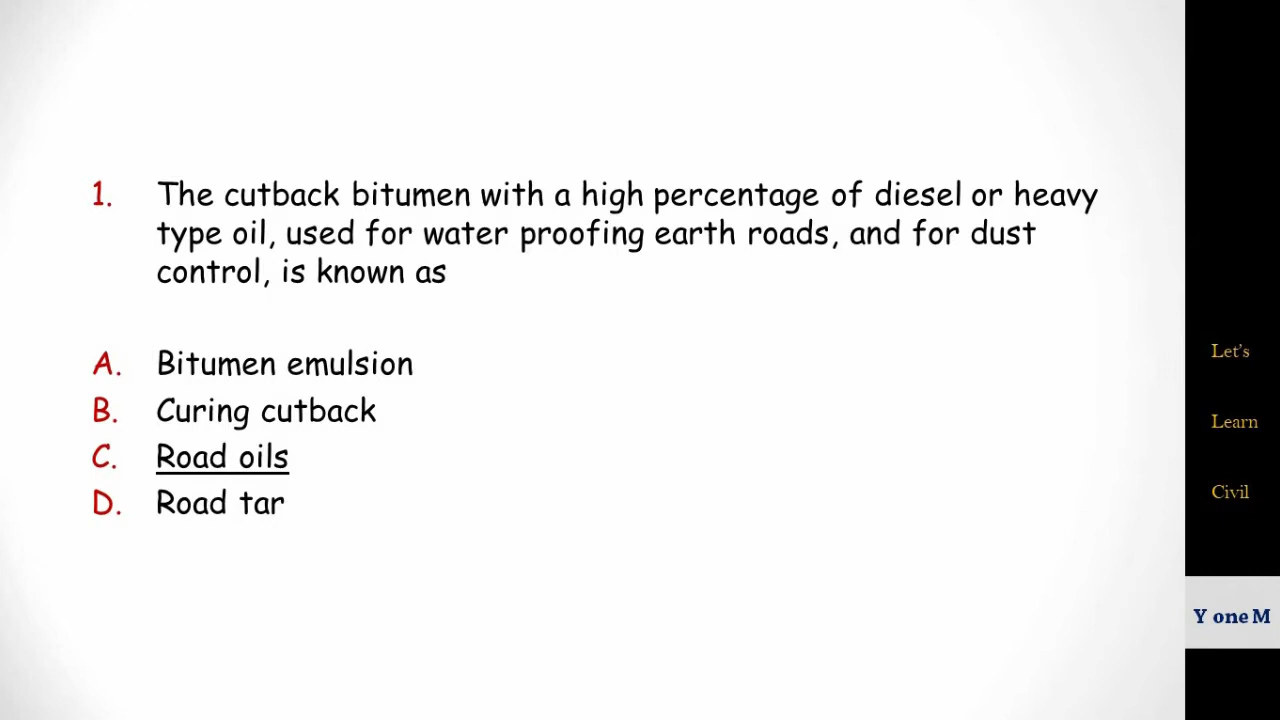 1. The cutback bitumen with a high percentage of diesel or heavy
type oil, used for water proofing earth roads, and for dust
control, is known as
A. Bitumen emulsion
B. Curing cutback
C. Road oils
D. Road tar
Let's
Learn
Civil
Y one M